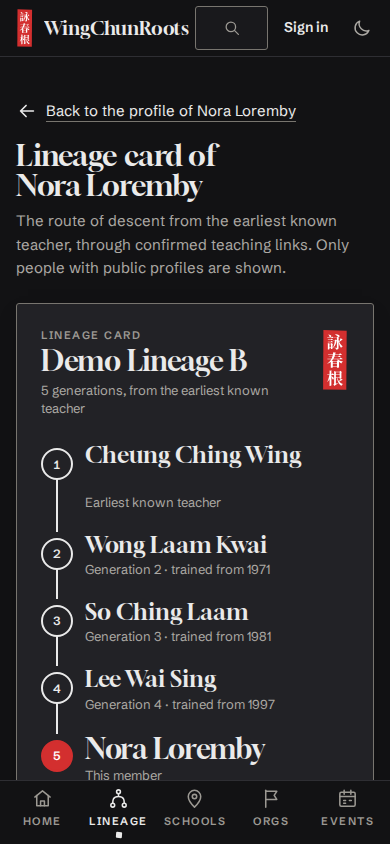 詠春根
WingChunRoots
Sign in
Back to the profile of Nora Loremby
Lineage card of
Nora Loremby
The route of descent from the earliest known
teacher, through confirmed teaching links. Only
people with public profiles are shown.
LINEAGE CARD
Demo Lineage B
5 generations, from the earliest known
teacher
詠春根
1
Cheung Ching Wing
Earliest known teacher
2
Wong Laam Kwai
Generation 2 · trained from 1971
3
So Ching Laam
Generation 3 · trained from 1981
4
Lee Wai Sing
Generation 4 · trained from 1997
5
Nora Loremby
This member
HOME
LINEAGE
SCHOOLS
ORGS
EVENTS